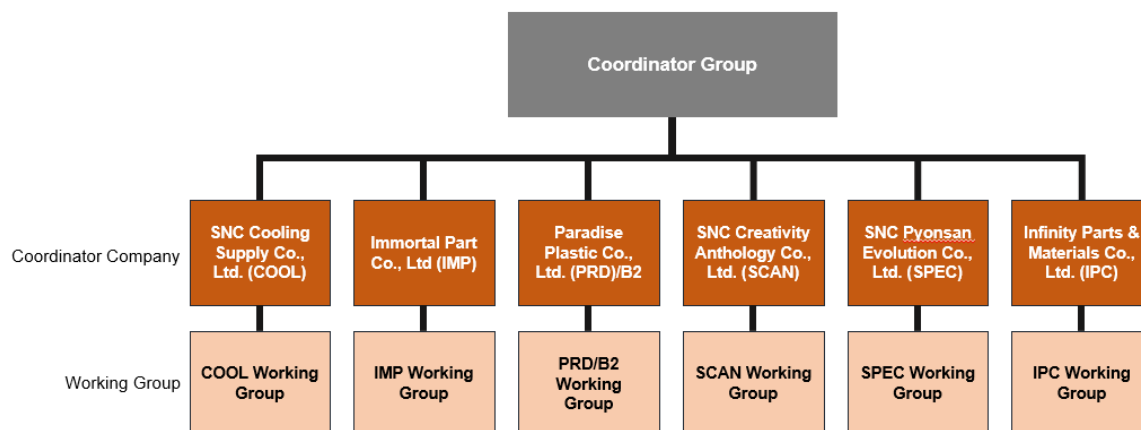 Coordinator Group
Coordinator Company
SNC Cooling
Supply Co.,
Ltd. (COOL)
Immortal Part
Co., Ltd (IMP)
Paradise
Plastic Co.,
Ltd. (PRD)/B2
SNC Creativity
Anthology Co.,
Ltd. (SCAN)
SNC Pyonsan
Evolution Co.,
Ltd. (SPEC)
Infinity Parts &
Materials Co.,
Ltd. (IPC)
Working Group
COOL Working
Group
IMP Working
Group
PRD/B2
Working
Group
SCAN Working
Group
SPEC Working
Group
IPC Working
Group